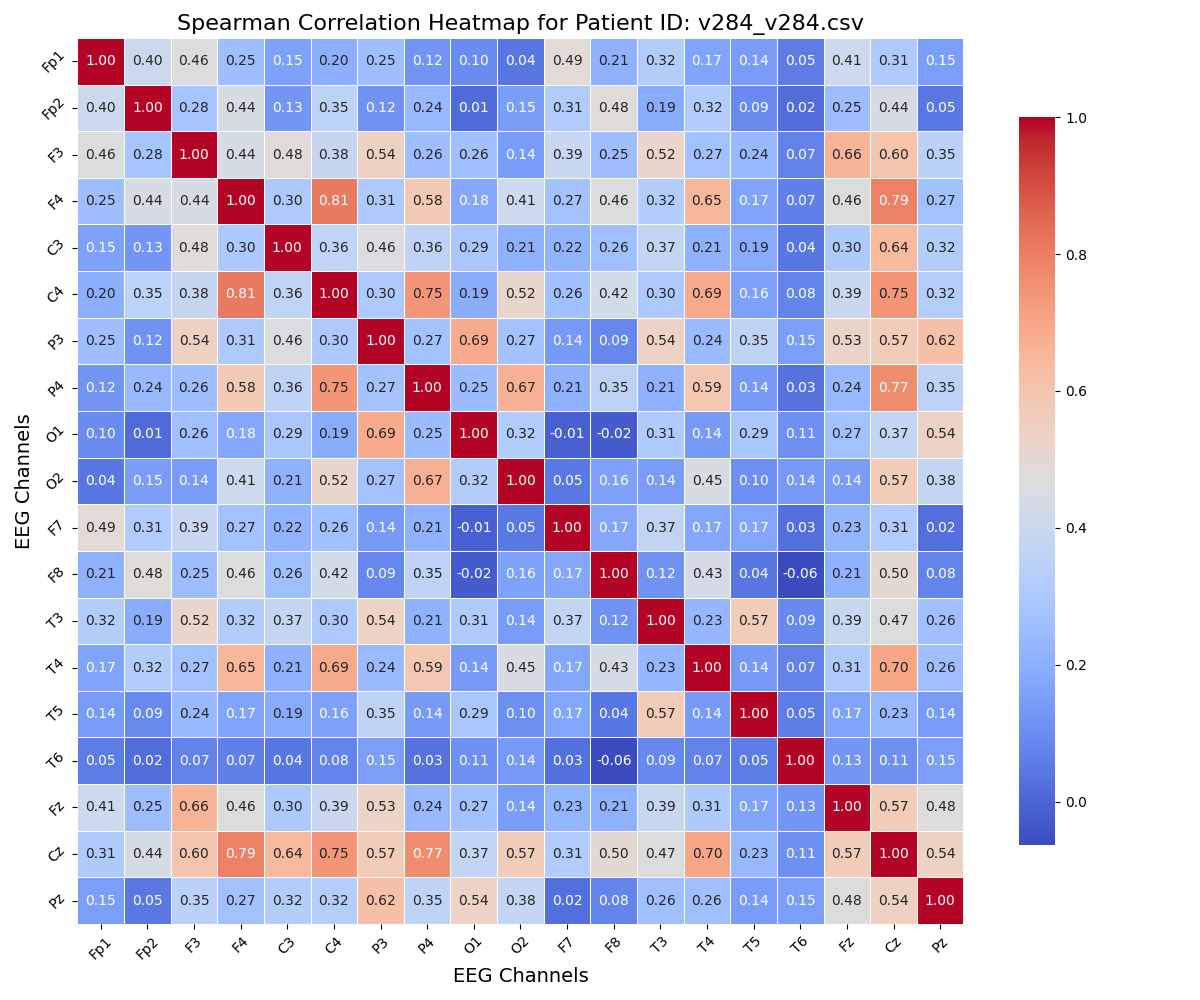 Spearman Correlation Heatmap for Patient ID: v284_v284.csv
Fp1 1.00 0.40 0.46 0.25 0.15 0.20 0.25 0.12 0.10 0.04 0.49 0.21 0.32 0.17 0.14 0.05 0.41 0.31 0.15
Fp2 0.40 1.00 0.28 0.44 0.13 0.35 0.12 0.24 0.01 0.15 0.31 0.48 0.19 0.32 0.09 0.02 0.25 0.44 0.05
F3 0.46 0.28 1.00 0.44 0.48 0.38 0.54 0.26 0.26 0.14 0.39 0.25 0.52 0.27 0.24 0.07 0.66 0.60 0.35
F4 0.25 0.44 0.44 1.00 0.30 0.81 0.31 0.58 0.18 0.41 0.27 0.46 0.32 0.65 0.17 0.07 0.46 0.79 0.27
C3 0.15 0.13 0.48 0.30 1.00 0.36 0.46 0.36 0.29 0.21 0.22 0.26 0.37 0.21 0.19 0.04 0.30 0.64 0.32
C4 0.20 0.35 0.38 0.81 0.36 1.00 0.30 0.75 0.19 0.52 0.26 0.42 0.30 0.69 0.16 0.08 0.39 0.75 0.32
P3 0.25 0.12 0.54 0.31 0.46 0.30 1.00 0.27 0.69 0.27 0.14 0.09 0.54 0.24 0.35 0.15 0.53 0.57 0.62
P4 0.12 0.24 0.26 0.58 0.36 0.75 0.27 1.00 0.25 0.67 0.21 0.35 0.21 0.59 0.14 0.03 0.24 0.77 0.35
O1 0.10 0.01 0.26 0.18 0.29 0.19 0.69 0.25 1.00 0.32 -0.01 -0.02 0.31 0.14 0.29 0.11 0.27 0.37 0.54
O2 0.04 0.15 0.14 0.41 0.21 0.52 0.27 0.67 0.32 1.00 0.05 0.16 0.14 0.45 0.10 0.14 0.14 0.57 0.38
F7 0.49 0.31 0.39 0.27 0.22 0.26 0.14 0.21 -0.01 0.05 1.00 0.17 0.37 0.17 0.17 0.03 0.23 0.31 0.02
F8 0.21 0.48 0.25 0.46 0.26 0.42 0.09 0.35 -0.02 0.16 0.17 1.00 0.12 0.43 0.04 -0.06 0.21 0.50 0.08
T3 0.32 0.19 0.52 0.32 0.37 0.30 0.54 0.21 0.31 0.14 0.37 0.12 1.00 0.23 0.57 0.09 0.39 0.47 0.26
T4 0.17 0.32 0.27 0.65 0.21 0.69 0.24 0.59 0.14 0.45 0.17 0.43 0.23 1.00 0.14 0.07 0.31 0.70 0.26
T5 0.14 0.09 0.24 0.17 0.19 0.16 0.35 0.14 0.29 0.10 0.17 0.04 0.57 0.14 1.00 0.05 0.17 0.23 0.14
T6 0.05 0.02 0.07 0.07 0.04 0.08 0.15 0.03 0.11 0.14 0.03 -0.06 0.09 0.07 0.05 1.00 0.13 0.11 0.15
Fz 0.41 0.25 0.66 0.46 0.30 0.39 0.53 0.24 0.27 0.14 0.23 0.21 0.39 0.31 0.17 0.13 1.00 0.57 0.48
Cz 0.31 0.44 0.60 0.79 0.64 0.75 0.57 0.77 0.37 0.57 0.31 0.50 0.47 0.70 0.23 0.11 0.57 1.00 0.54
Pz 0.15 0.05 0.35 0.27 0.32 0.32 0.62 0.35 0.54 0.38 0.02 0.08 0.26 0.26 0.14 0.15 0.48 0.54 1.00
Fp1 Fp2 F3 F4 C3 C4 P3 P4 O1 O2 F7 F8 T3 T4 T5 T6 Fz Cz Pz
EEG Channels
EEG Channels
1.0
0.8
0.6
0.4
0.2
0.0